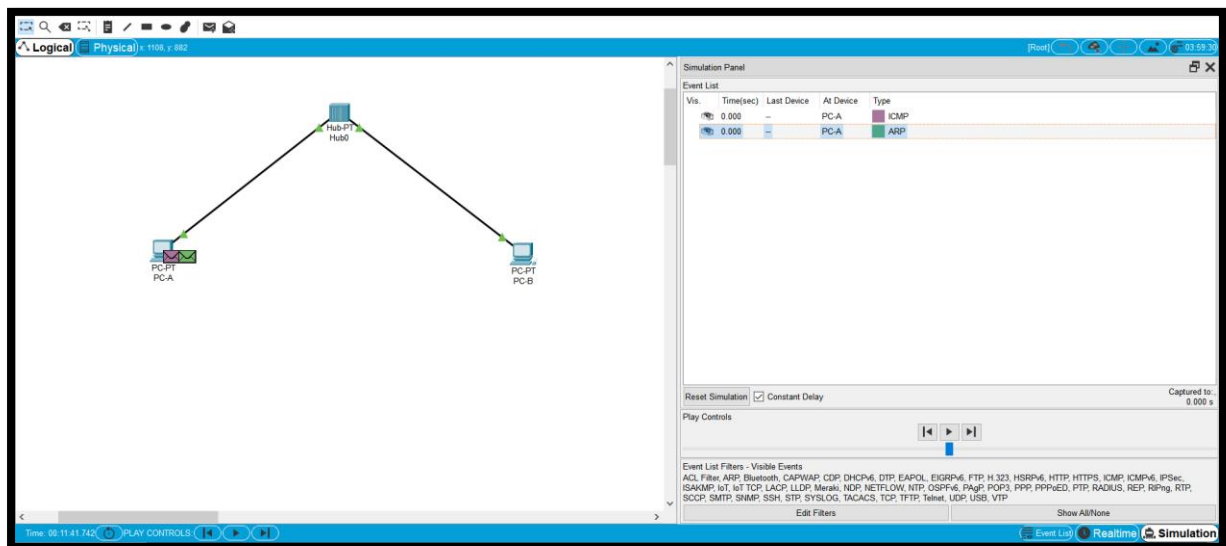 Logical Physical x: 1108, y: 882 [Root] 03:59:30
Simulation Panel
Event List
Vis. Time(sec) Last Device At Device Type
0.000 -- PC-A ICMP
0.000 -- PC-A ARP
Hub-PT
Hub0
PC-PT
PC-A
PC-PT
PC-B
Reset Simulation Constant Delay
Captured to:
0.000 s
Play Controls
Event List Filters - Visible Events
ACL Filter, ARP, Bluetooth, CAPWAP, CDP, DHCPv6, DTP, EAPOL, EIGRPv6, FTP, H.323, HSRPv6, HTTP, HTTPS, ICMP, ICMPv6, IPSec,
ISAKMP, IoT, IoT TCP, LACP, LLDP, Meraki, NDP, NETFLOW, NTP, OSPFv6, PAgP, POP3, PPP, PPPoED, PTP, RADIUS, REP, RIPng, RTP,
SCCP, SMTP, SNMP, SSH, STP, SYSLOG, TACACS, TCP, TFTP, Telnet, UDP, USB, VTP
Edit Filters Show All/None
Time: 00:11:41.742 PLAY CONTROLS: Event List Realtime Simulation